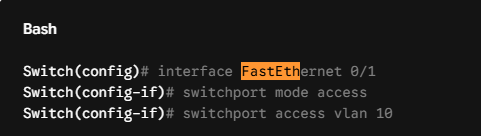 Bash
Switch(config)# interface FastEthernet 0/1
Switch(config-if)# switchport mode access
Switch(config-if)# switchport access vlan 10